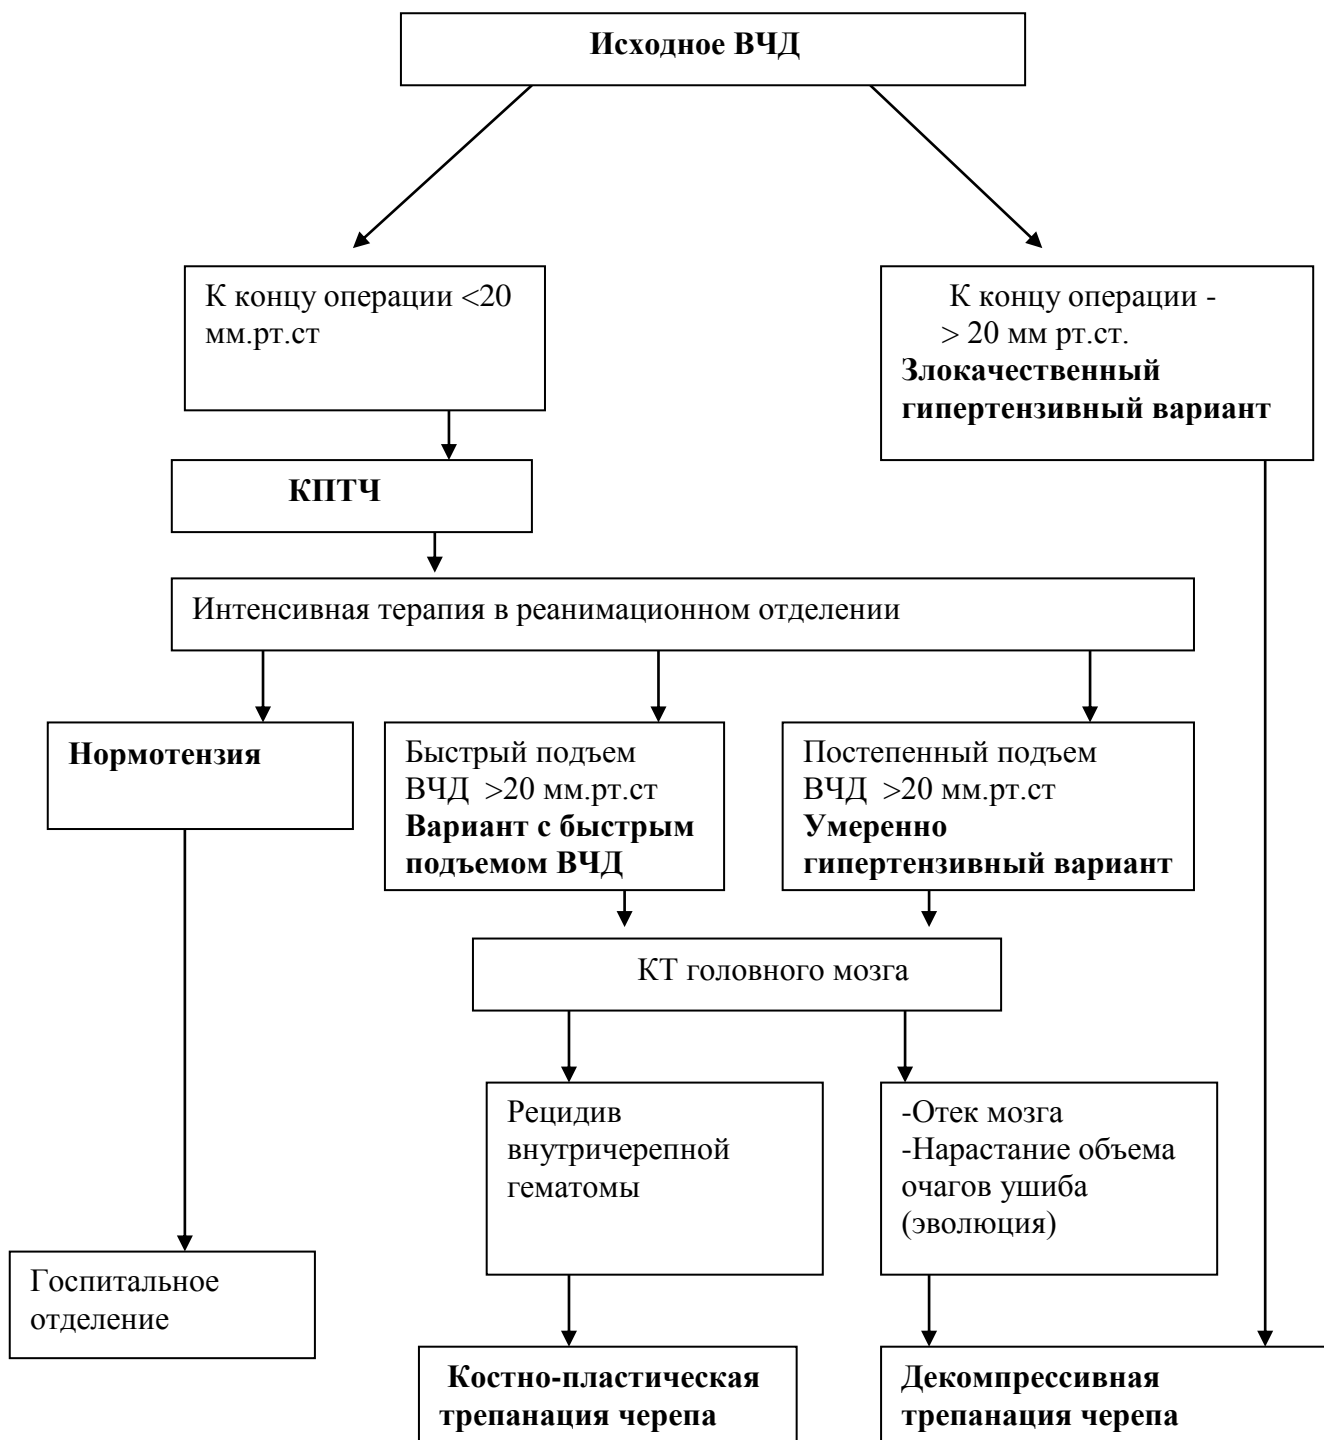 Исходное ВЧД
К концу операции <20
мм.рт.ст
К концу операции -
> 20 мм рт.ст.
Злокачественный
гипертензивный вариант
КПТЧ
Интенсивная терапия в реанимационном отделении
Нормотензия
Быстрый подъем
ВЧД >20 мм.рт.ст
Вариант с быстрым
подъемом ВЧД
Постепенный подъем
ВЧД >20 мм.рт.ст
Умеренно
гипертензивный вариант
КТ головного мозга
Рецидив
внутричерепной
гематомы
-Отек мозга
-Нарастание объема
очагов ушиба
(эволюция)
Госпитальное
отделение
Костно-пластическая
трепанация черепа
Декомпрессивная
трепанация черепа